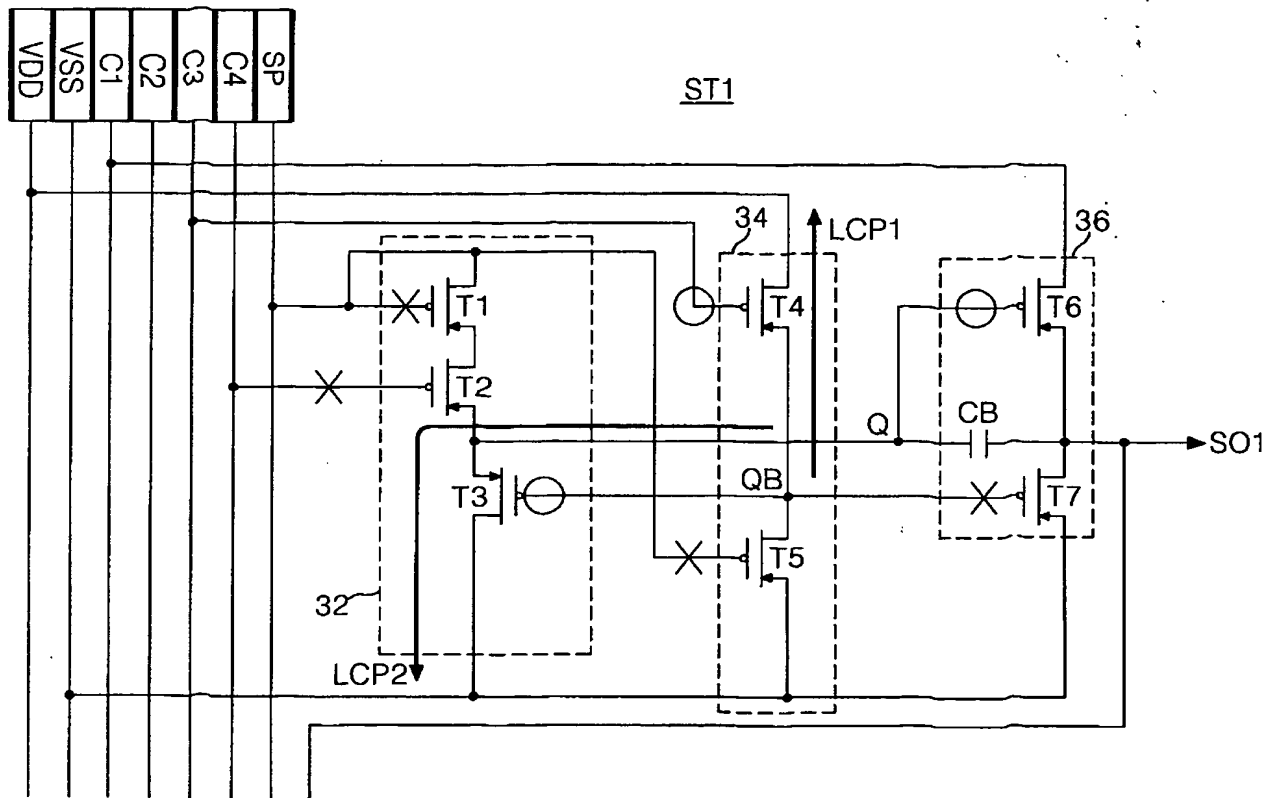 VDD VSS C1 C2 C3 C4 SP
ST1
34
LCP1
36
T1
T4
T6
T2
Q
CB
SO1
T3
QB
T7
T5
32
LCP2